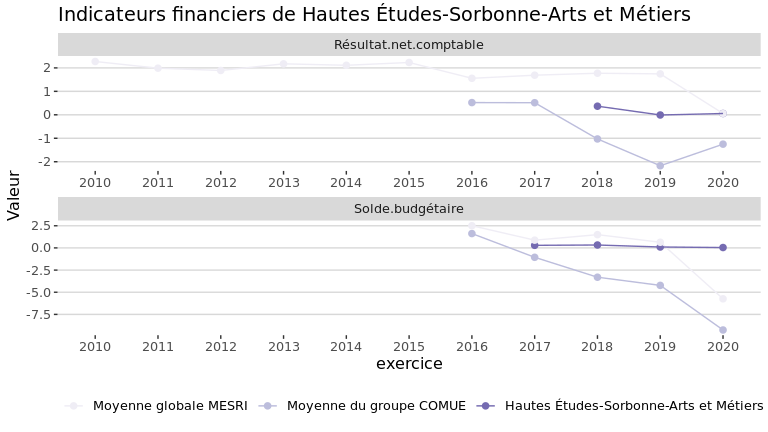 Indicateurs financiers de Hautes Études-Sorbonne-Arts et Métiers
Résultat.net.comptable
2
1
0
-1
-2
2010 2011 2012 2013 2014 2015 2016 2017 2018 2019 2020
Valeur
Solde.budgétaire
2.5
0.0
-2.5
-5.0
-7.5
2010 2011 2012 2013 2014 2015 2016 2017 2018 2019 2020
exercice
Moyenne globale MESRI Moyenne du groupe COMUE Hautes Études-Sorbonne-Arts et Métiers